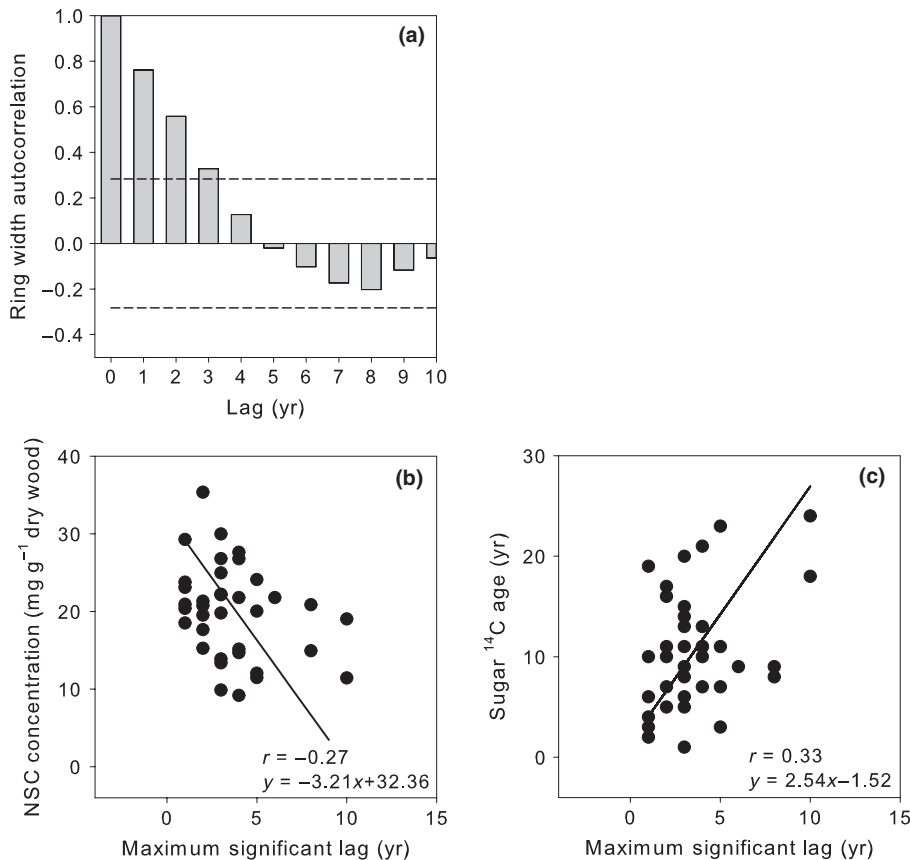 (a)
Ring width autocorrelation
1.0
0.8
0.6
0.4
0.2
0.0
−0.2
−0.4
0 1 2 3 4 5 6 7 8 9 10
Lag (yr)
(b)
NSC concentration (mg g⁻¹ dry wood)
40
30
20
10
0
r = −0.27
y = −3.21x+32.36
0 5 10 15
Maximum significant lag (yr)
(c)
Sugar ¹⁴C age (yr)
30
20
10
0
r = 0.33
y = 2.54x−1.52
0 5 10 15
Maximum significant lag (yr)